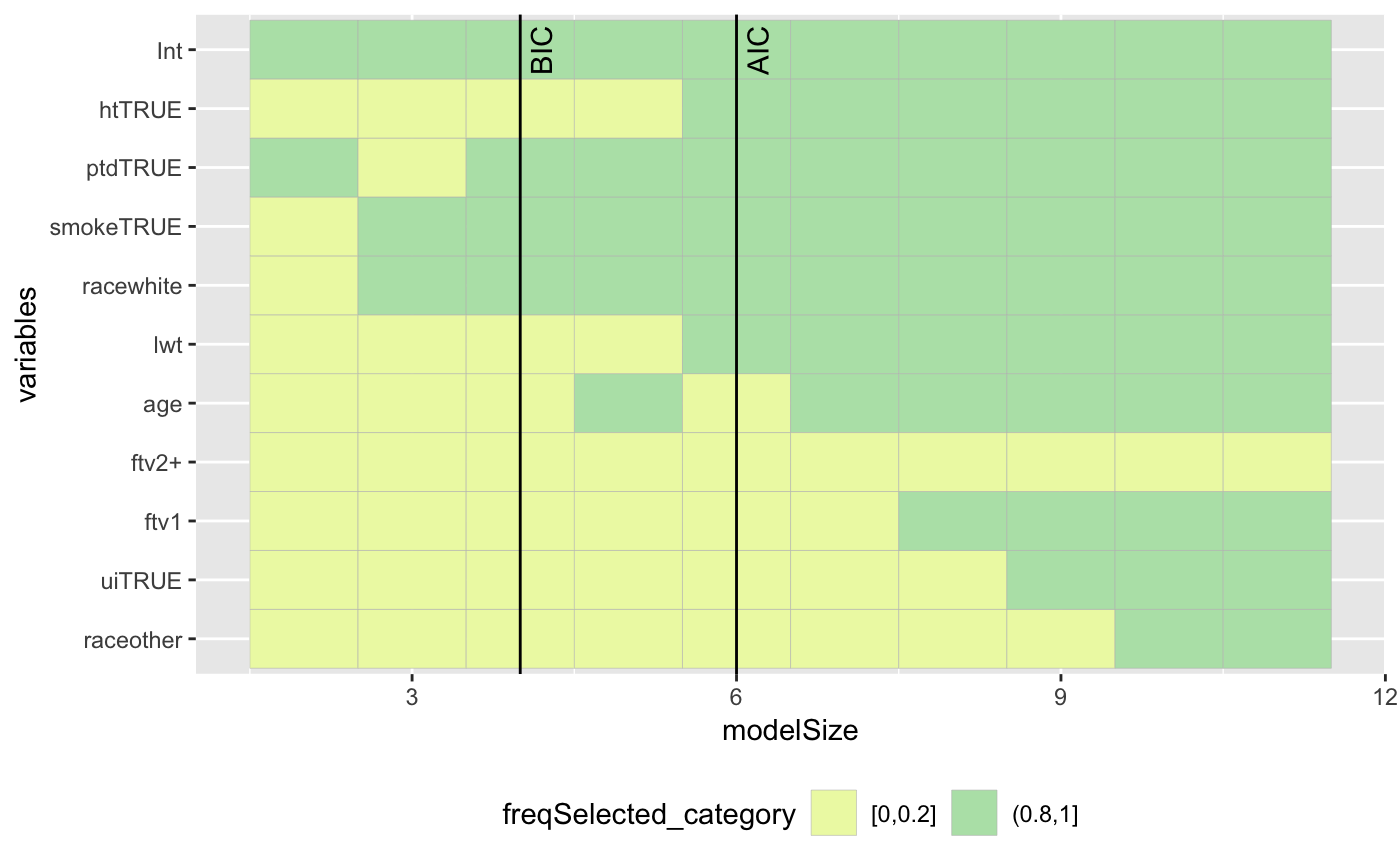 BIC
AIC
Int
htTRUE
ptdTRUE
smokeTRUE
racewhite
lwt
age
ftv2+
ftv1
uiTRUE
raceother
variables
3 6 9 12
modelSize
freqSelected_category [0,0.2] (0.8,1]